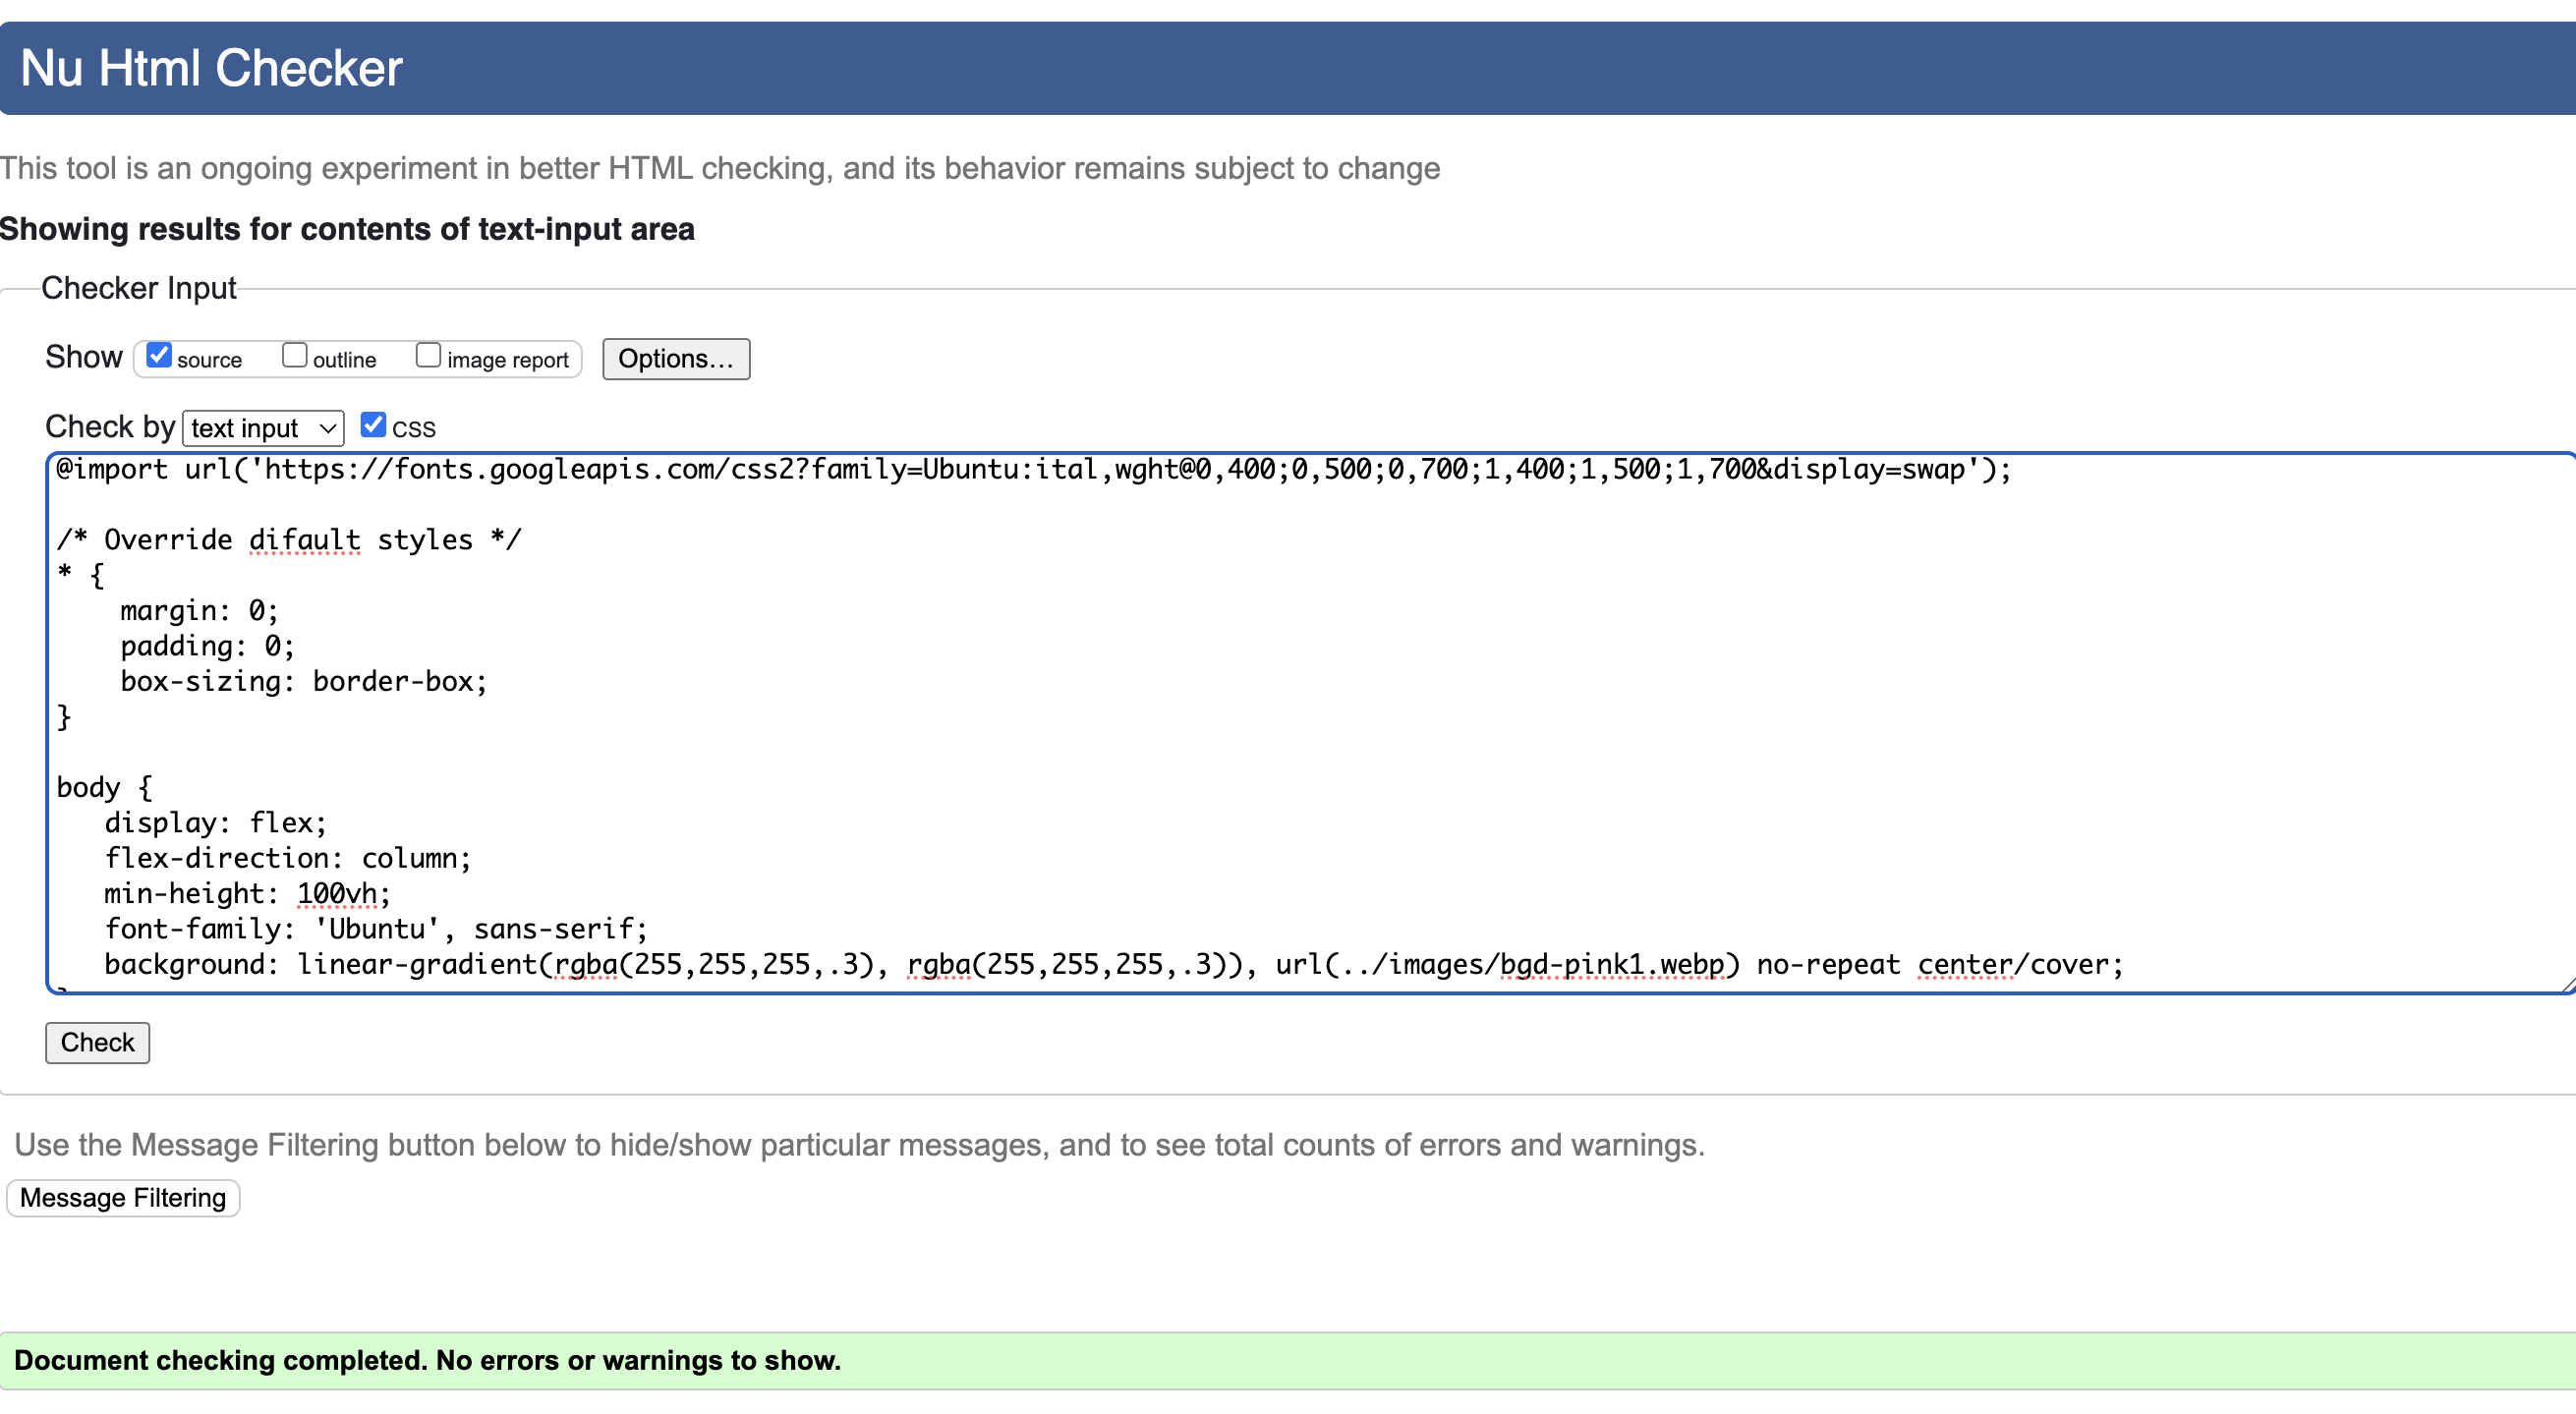 Nu Html Checker
This tool is an ongoing experiment in better HTML checking, and its behavior remains subject to change
Showing results for contents of text-input area
Checker Input
Show source outline image report Options...
Check by text input CSS
@import url('https://fonts.googleapis.com/css2?family=Ubuntu:ital,wght@0,400;0,500;0,700;1,400;1,500;1,700&display=swap');
/* Override difault styles */
* {
margin: 0;
padding: 0;
box-sizing: border-box;
}
body {
display: flex;
flex-direction: column;
min-height: 100vh;
font-family: 'Ubuntu', sans-serif;
background: linear-gradient(rgba(255,255,255,.3), rgba(255,255,255,.3)), url(../images/bgd-pink1.webp) no-repeat center/cover;
Check
Use the Message Filtering button below to hide/show particular messages, and to see total counts of errors and warnings.
Message Filtering
Document checking completed. No errors or warnings to show.